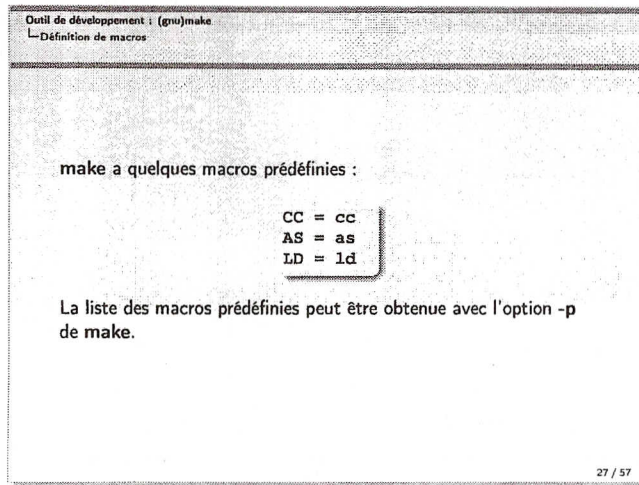 Outil de développement : (gnu)make
└Définition de macros
make a quelques macros prédéfinies :
CC = cc
AS = as
LD = ld
La liste des macros prédéfinies peut être obtenue avec l'option -p
de make.
27 / 57